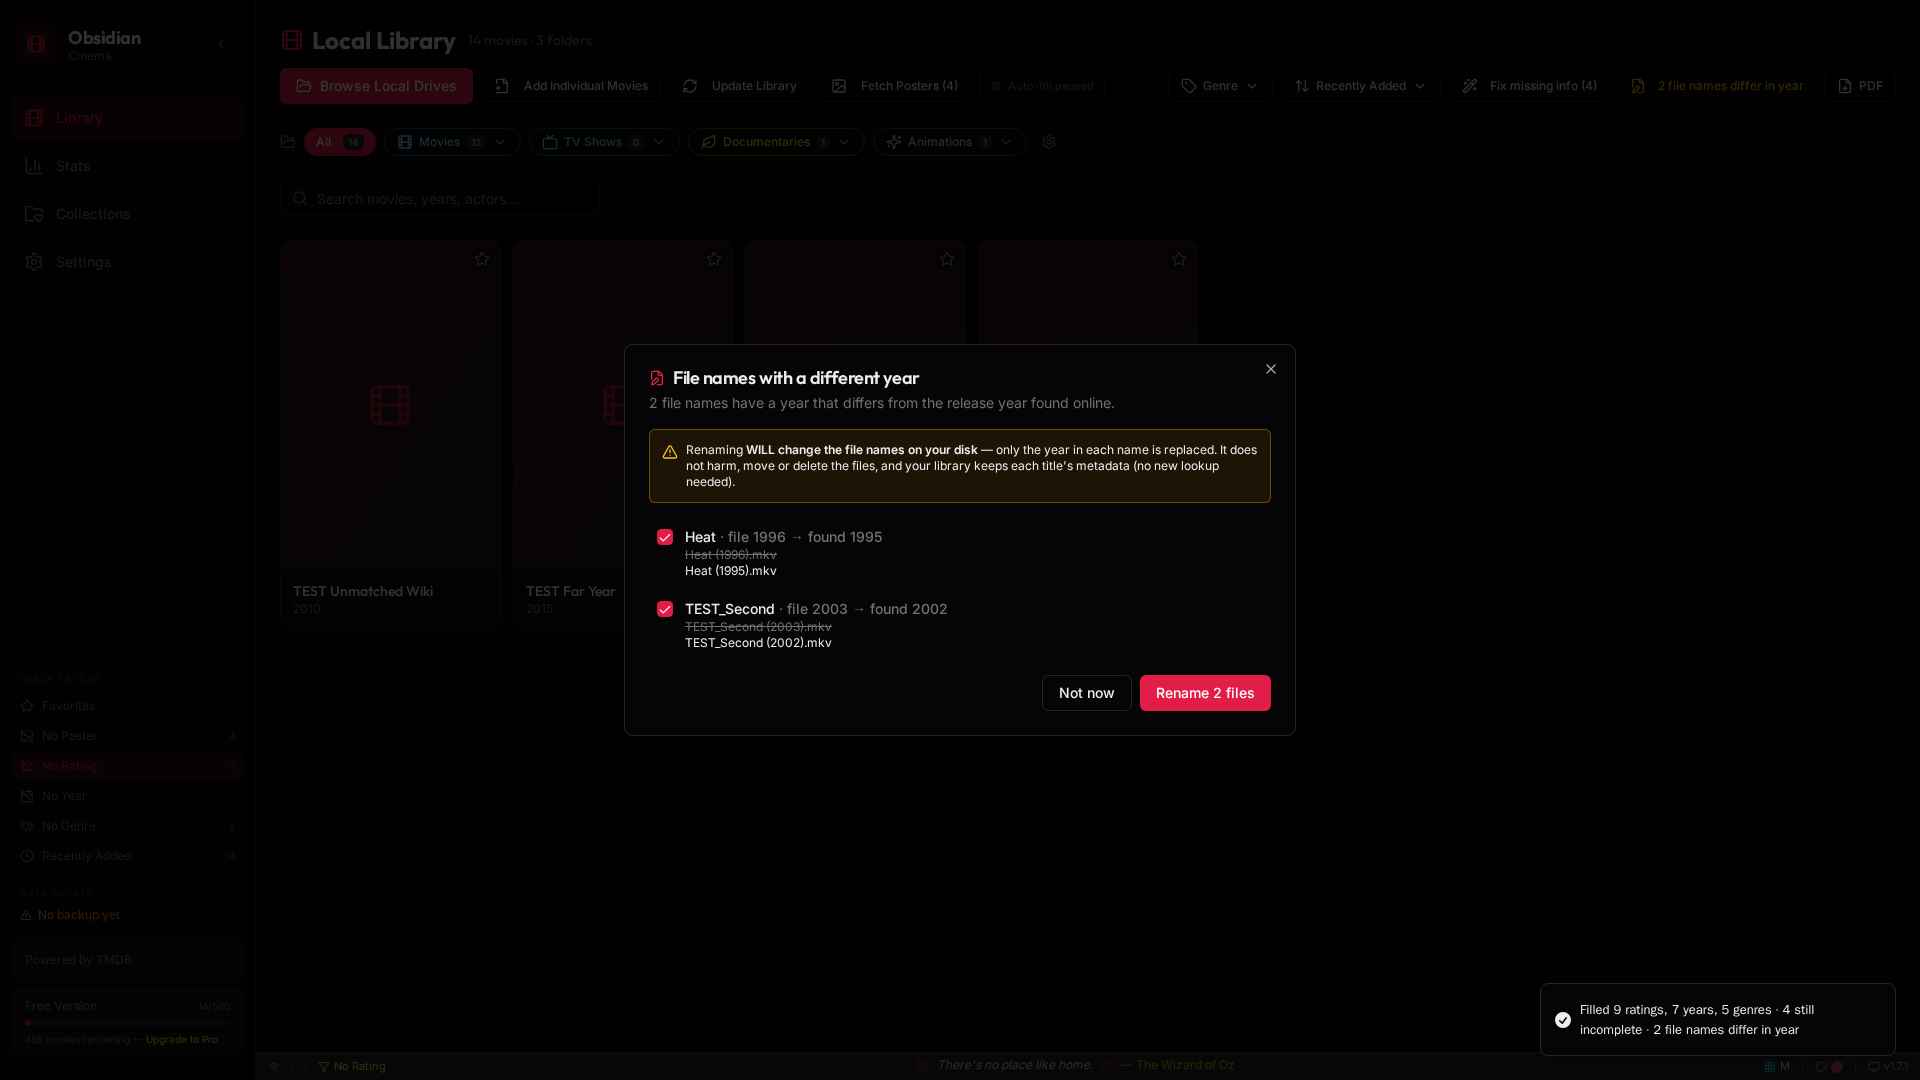 Obsidian
Cinema
Library
Stats
Collections
Settings
Favorites
No Poster
No Rating
No Year
No Genre
Recently Added
No backup yet
Powered by TMDB
Free Version
Upgrade to Pro
Local Library
14 movies · 3 folders
Browse Local Drives
Add Individual Movies
Update Library
Fetch Posters (4)
Auto-fill paused
Genre
Recently Added
Fix missing info (4)
2 file names differ in year
PDF
All 14
Movies
TV Shows 0
Documentaries 1
Animations 1
Search movies, years, actors...
TEST Unmatched Wiki
2010
TEST Far Year
2015
File names with a different year
2 file names have a year that differs from the release year found online.
Renaming WILL change the file names on your disk — only the year in each name is replaced. It does
not harm, move or delete the files, and your library keeps each title's metadata (no new lookup
needed).
Heat · file 1996 → found 1995
Heat (1996).mkv
Heat (1995).mkv
TEST_Second · file 2003 → found 2002
TEST_Second (2003).mkv
TEST_Second (2002).mkv
Not now
Rename 2 files
Filled 9 ratings, 7 years, 5 genres · 4 still
incomplete · 2 file names differ in year
No Rating
There's no place like home. — The Wizard of Oz
M